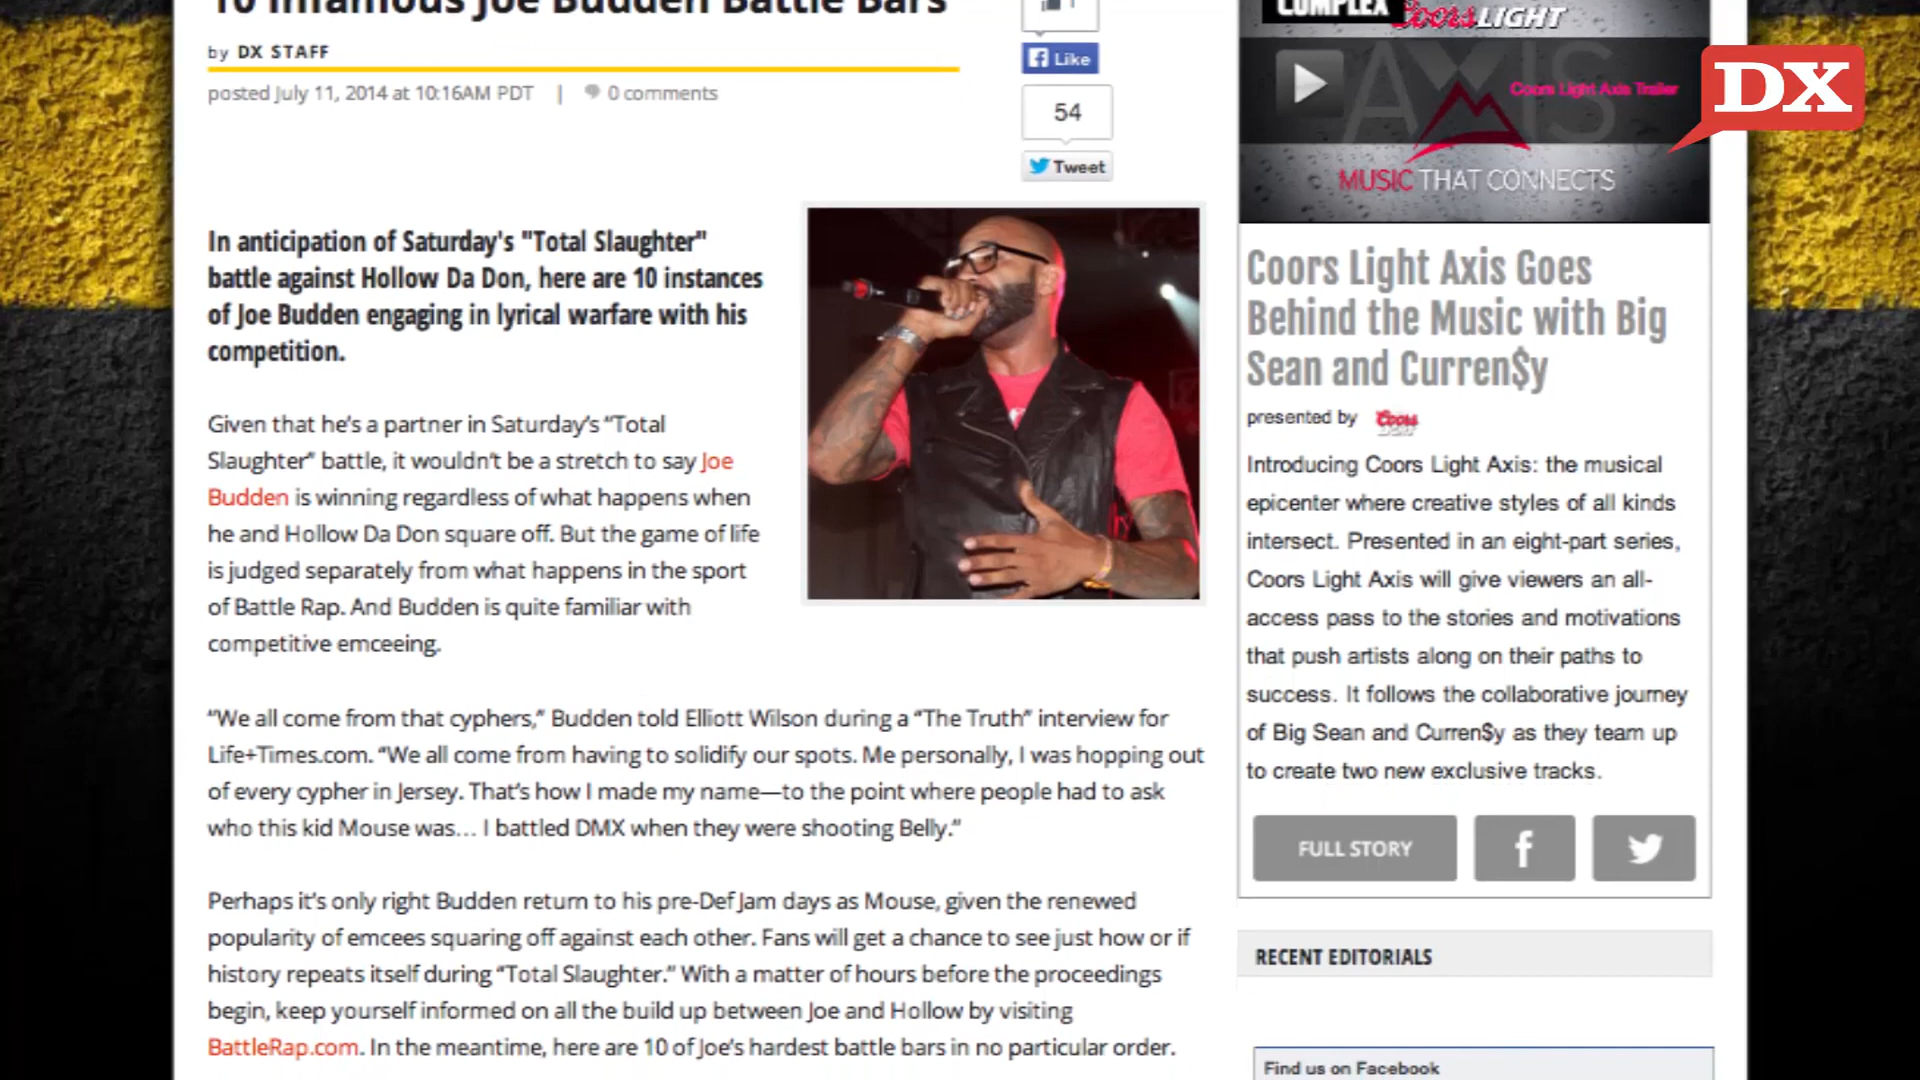 10 Infamous Joe Budden Battle Bars
by DX STAFF
posted July 11, 2014 at 10:16AM PDT | 0 comments
1
Like
54
Tweet
In anticipation of Saturday's "Total Slaughter"
battle against Hollow Da Don, here are 10 instances
of Joe Budden engaging in lyrical warfare with his
competition.
Given that he's a partner in Saturday's “Total
Slaughter” battle, it wouldn't be a stretch to say Joe
Budden is winning regardless of what happens when
he and Hollow Da Don square off. But the game of life
is judged separately from what happens in the sport
of Battle Rap. And Budden is quite familiar with
competitive emceeing.
“We all come from that cyphers,” Budden told Elliott Wilson during a “The Truth” interview for
Life+Times.com. “We all come from having to solidify our spots. Me personally, I was hopping out
of every cypher in Jersey. That's how I made my name—to the point where people had to ask
who this kid Mouse was... I battled DMX when they were shooting Belly.”
Perhaps it's only right Budden return to his pre-Def Jam days as Mouse, given the renewed
popularity of emcees squaring off against each other. Fans will get a chance to see just how or if
history repeats itself during “Total Slaughter.” With a matter of hours before the proceedings
begin, keep yourself informed on all the build up between Joe and Hollow by visiting
BattleRap.com. In the meantime, here are 10 of Joe's hardest battle bars in no particular order.
COMPLEX Coors LIGHT
AXIS
Coors Light Axis Trailer
MUSIC THAT CONNECTS
DX
Coors Light Axis Goes
Behind the Music with Big
Sean and Curren$y
presented by Coors LIGHT
Introducing Coors Light Axis: the musical
epicenter where creative styles of all kinds
intersect. Presented in an eight-part series,
Coors Light Axis will give viewers an all-
access pass to the stories and motivations
that push artists along on their paths to
success. It follows the collaborative journey
of Big Sean and Curren$y as they team up
to create two new exclusive tracks.
FULL STORY
RECENT EDITORIALS
Find us on Facebook